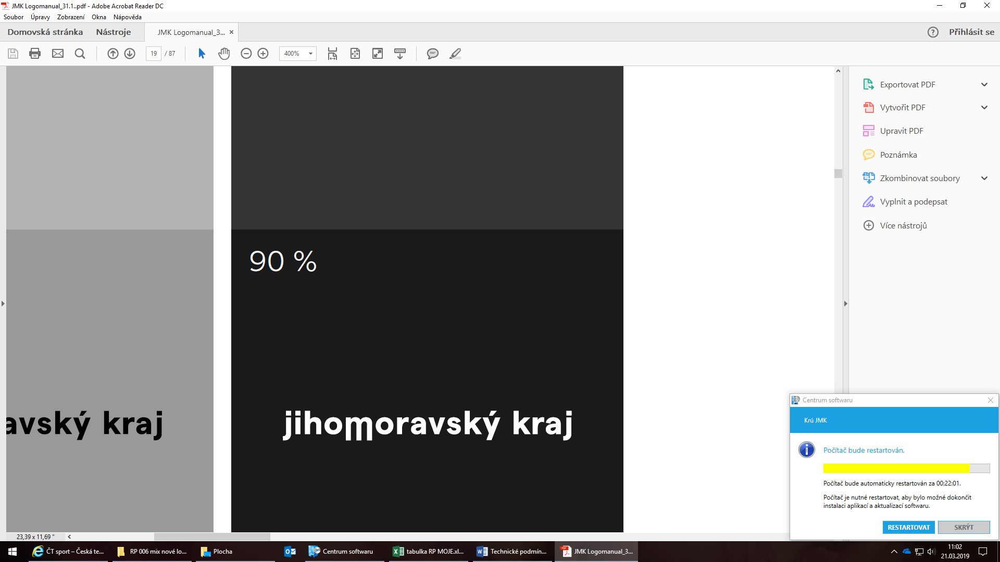 JMK Logomanual_31.1..pdf - Adobe Acrobat Reader DC
Soubor Úpravy Zobrazení Okna Nápověda
Domovská stránka Nástroje JMK Logomanual_3... × Přihlásit se
19 / 87 400%
Exportovat PDF
Vytvořit PDF
Upravit PDF
Poznámka
Zkombinovat soubory
Vyplnit a podepsat
Více nástrojů
90 %
avský kraj
jihomoravský kraj
Centrum softwaru
Krú JMK
Počítač bude restartován.
Počítač bude automaticky restartován za 00:22:01.
Počítač je nutné restartovat, aby bylo možné dokončit
instalaci aplikací a aktualizací softwaru.
RESTARTOVAT SKRÝT
23,39 x 11,69 "
ČT sport – Česká te... RP 006 mix nové lo... Plocha Centrum softwaru tabulka RP MOJE.xl... Technické podmín... JMK Logomanual_3...
11:02
21.03.2019